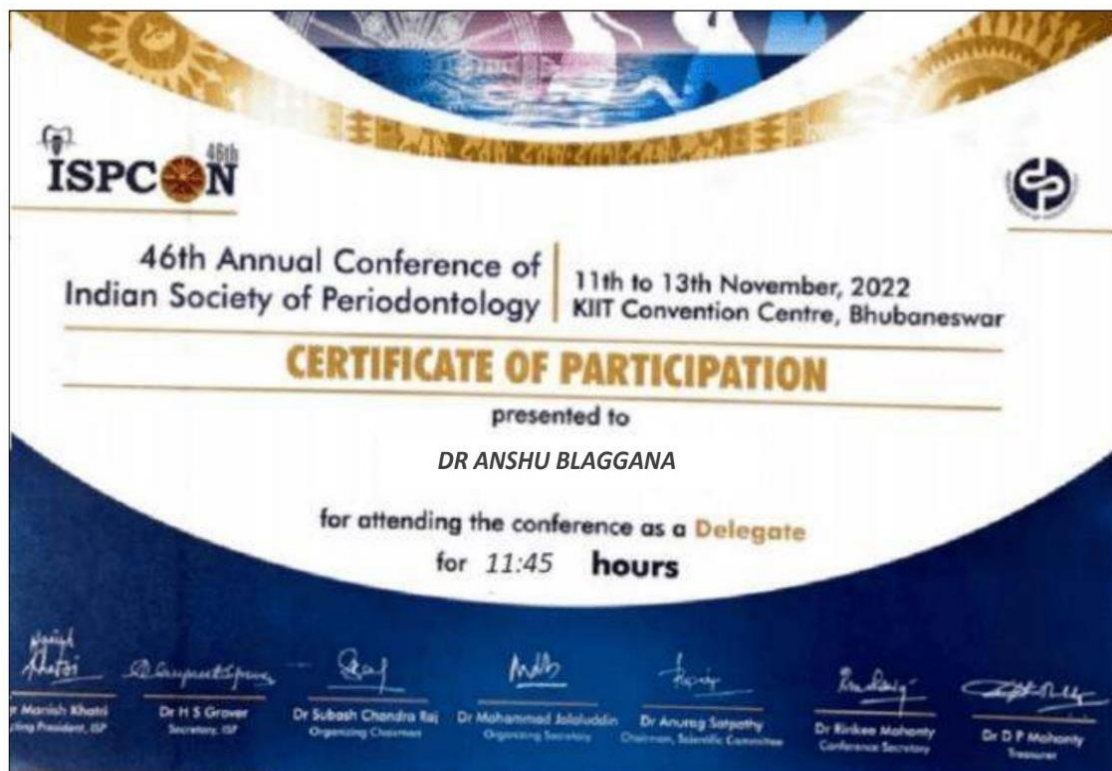 46th
ISPCON
46th Annual Conference of
Indian Society of Periodontology
11th to 13th November, 2022
KIIT Convention Centre, Bhubaneswar
CERTIFICATE OF PARTICIPATION
presented to
DR ANSHU BLAGGANA
for attending the conference as a Delegate
for 11:45 hours
Manish Khatri
Dr H S Grover
Secretary, ISP
Dr Subash Chandra Raj
Organizing Chairman
Dr Mohammed Jalaluddin
Organizing Secretary
Dr Anurag Satpathy
Chairman, Scientific Committee
Dr Rinkee Mohanty
Conference Secretary
Dr D P Mohanty
Treasurer